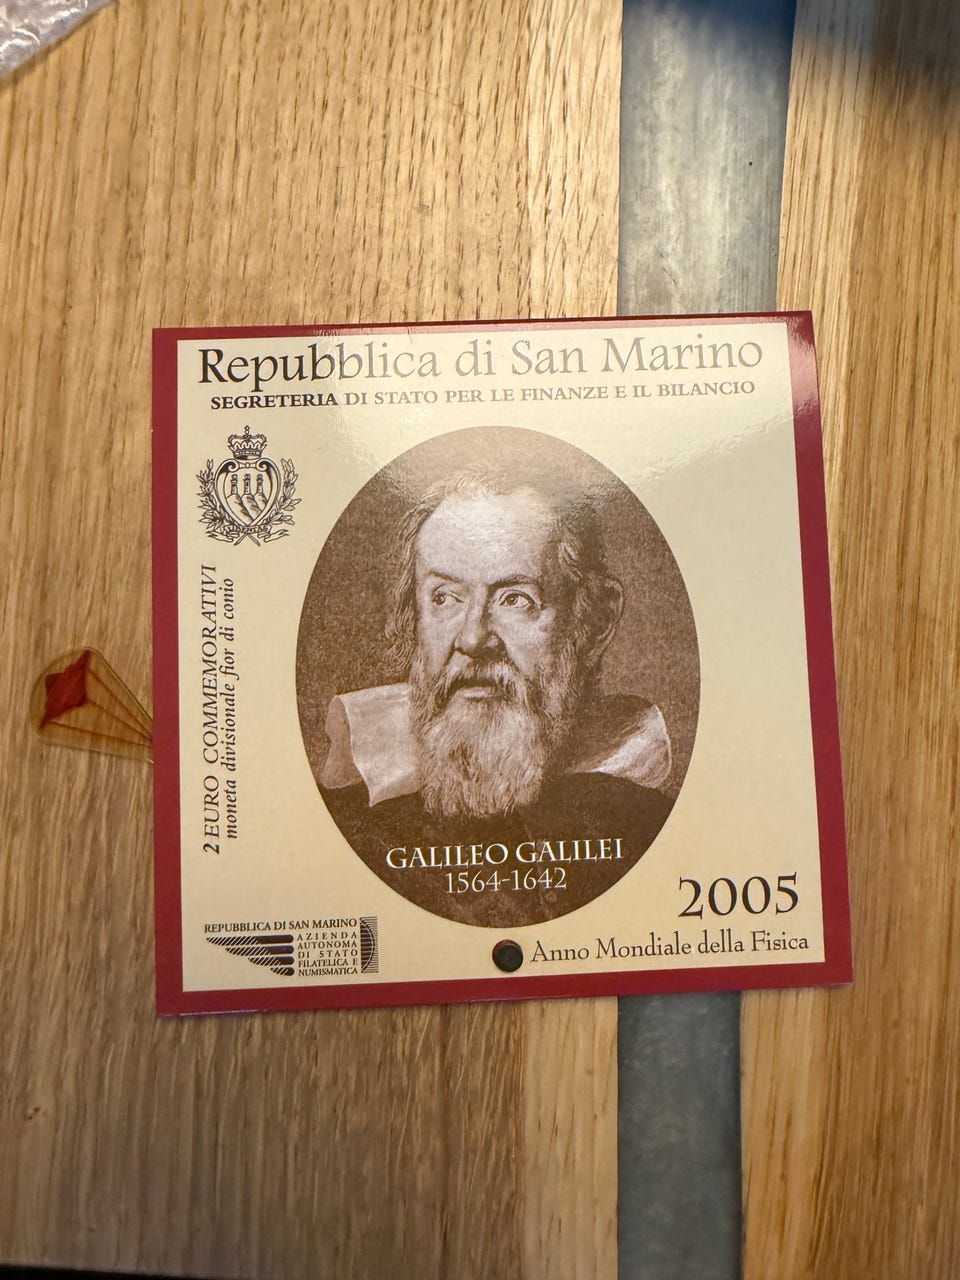 Repubblica di San Marino
SEGRETERIA DI STATO PER LE FINANZE E IL BILANCIO
LIBERTAS
2 EURO COMMEMORATIVI
moneta divisionale fior di conio
GALILEO GALILEI
1564-1642
REPUBBLICA DI SAN MARINO
AZIENDA
AUTONOMA
DI STATO
FILATELICA E
NUMISMATICA
2005
Anno Mondiale della Fisica